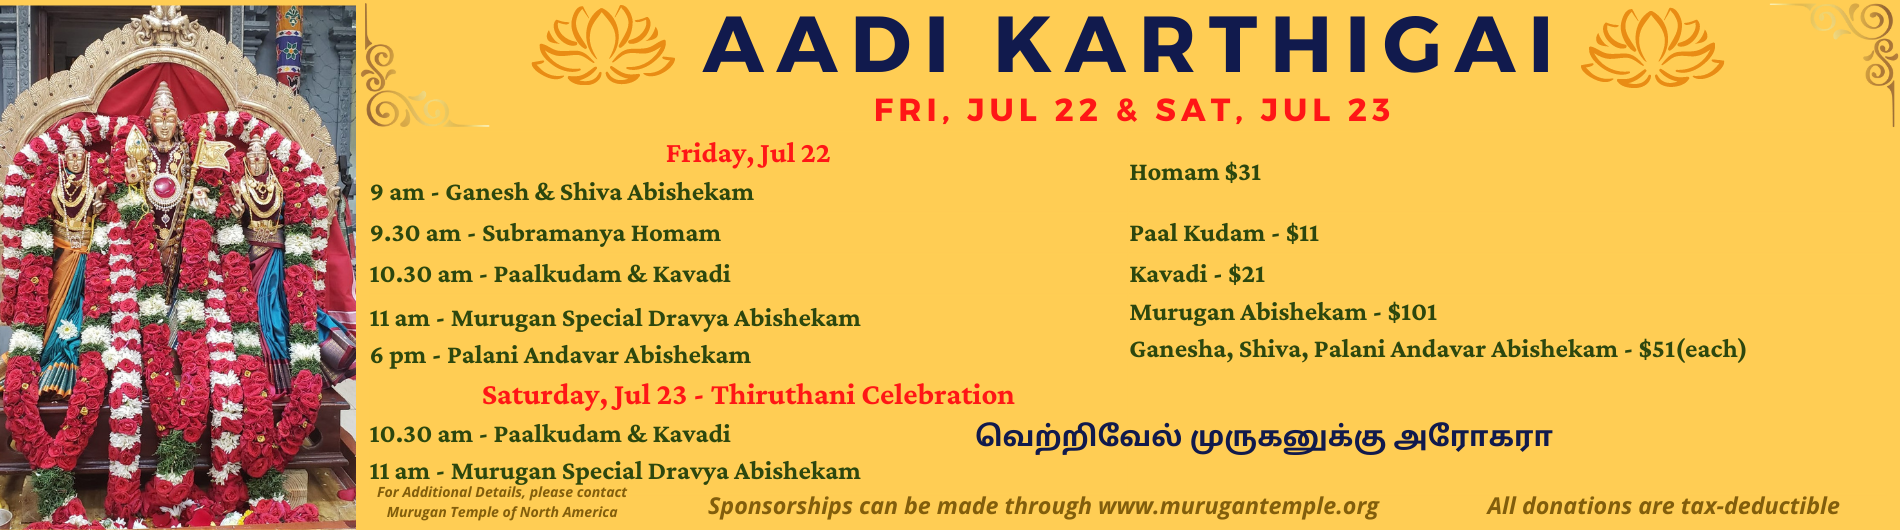 AADI KARTHIGAI
FRI, JUL 22 & SAT, JUL 23
Friday, Jul 22
9 am - Ganesh & Shiva Abishekam
9.30 am - Subramanya Homam
10.30 am - Paalkudam & Kavadi
11 am - Murugan Special Dravya Abishekam
6 pm - Palani Andavar Abishekam
Homam $31
Paal Kudam - $11
Kavadi - $21
Murugan Abishekam - $101
Ganesha, Shiva, Palani Andavar Abishekam - $51(each)
Saturday, Jul 23 - Thiruthani Celebration
10.30 am - Paalkudam & Kavadi
11 am - Murugan Special Dravya Abishekam
வெற்றிவேல் முருகனுக்கு அரோகரா
For Additional Details, please contact
Murugan Temple of North America
Sponsorships can be made through www.murugantemple.org
All donations are tax-deductible